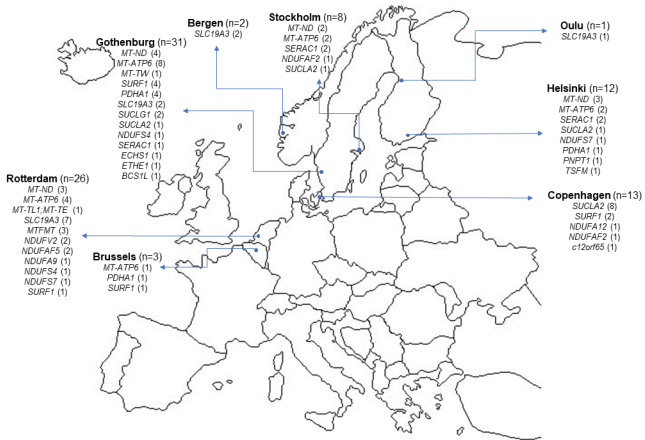 Bergen (n=2)
SLC19A3 (2)
Stockholm (n=8)
MT-ND (2)
MT-ATP6 (2)
SERAC1 (2)
NDUFAF2 (1)
SUCLA2 (1)
Oulu (n=1)
SLC19A3 (1)
Gothenburg (n=31)
MT-ND (4)
MT-ATP6 (8)
MT-TW (1)
SURF1 (4)
PDHA1 (4)
SLC19A3 (2)
SUCLG1 (2)
SUCLA2 (1)
NDUFS4 (1)
SERAC1 (1)
ECHS1 (1)
ETHE1 (1)
BCS1L (1)
Helsinki (n=12)
MT-ND (3)
MT-ATP6 (2)
SERAC1 (2)
SUCLA2 (1)
NDUFS7 (1)
PDHA1 (1)
PNPT1 (1)
TSFM (1)
Rotterdam (n=26)
MT-ND (3)
MT-ATP6 (4)
MT-TL1;MT-TE (1)
SLC19A3 (7)
MTFMT (3)
NDUFV2 (2)
NDUFAF5 (2)
NDUFA9 (1)
NDUFS4 (1)
NDUFS7 (1)
SURF1 (1)
Brussels (n=3)
MT-ATP6 (1)
PDHA1 (1)
SURF1 (1)
Copenhagen (n=13)
SUCLA2 (8)
SURF1 (2)
NDUFA12 (1)
NDUFAF2 (1)
c12orf65 (1)